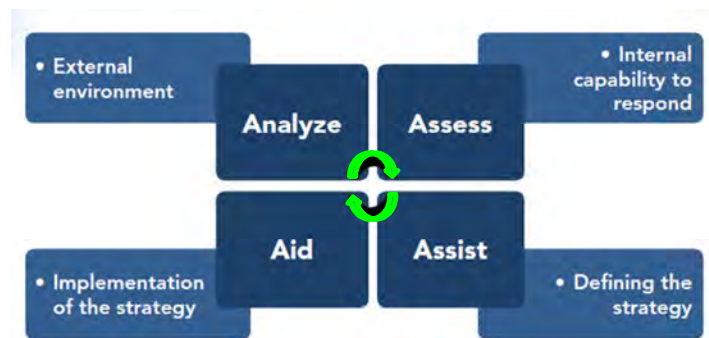 • External
environment
Analyze
Assess
• Internal
capability to
respond
Aid
Assist
• Implementation
of the strategy
• Defining the
strategy